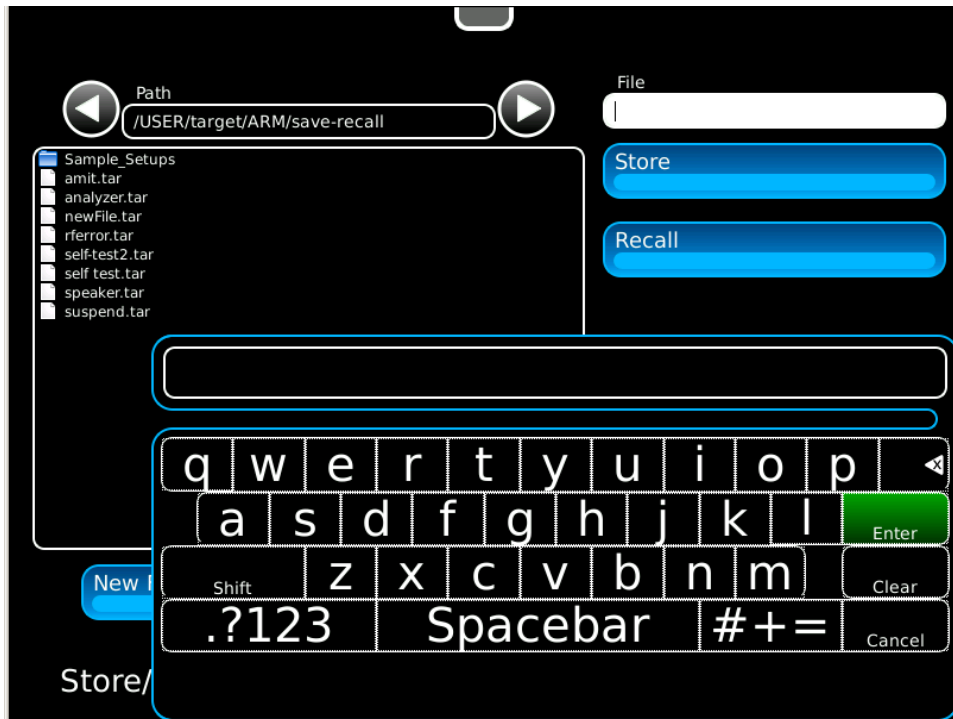 Path
/USER/target/ARM/save-recall
File
Store
Recall
Sample_Setups
amit.tar
analyzer.tar
newFile.tar
rferror.tar
self-test2.tar
self test.tar
speaker.tar
suspend.tar
q w e r t y u i o p x
a s d f g h j k l Enter
Shift z x c v b n m Clear
.?123 Spacebar #+= Cancel
New
Store/